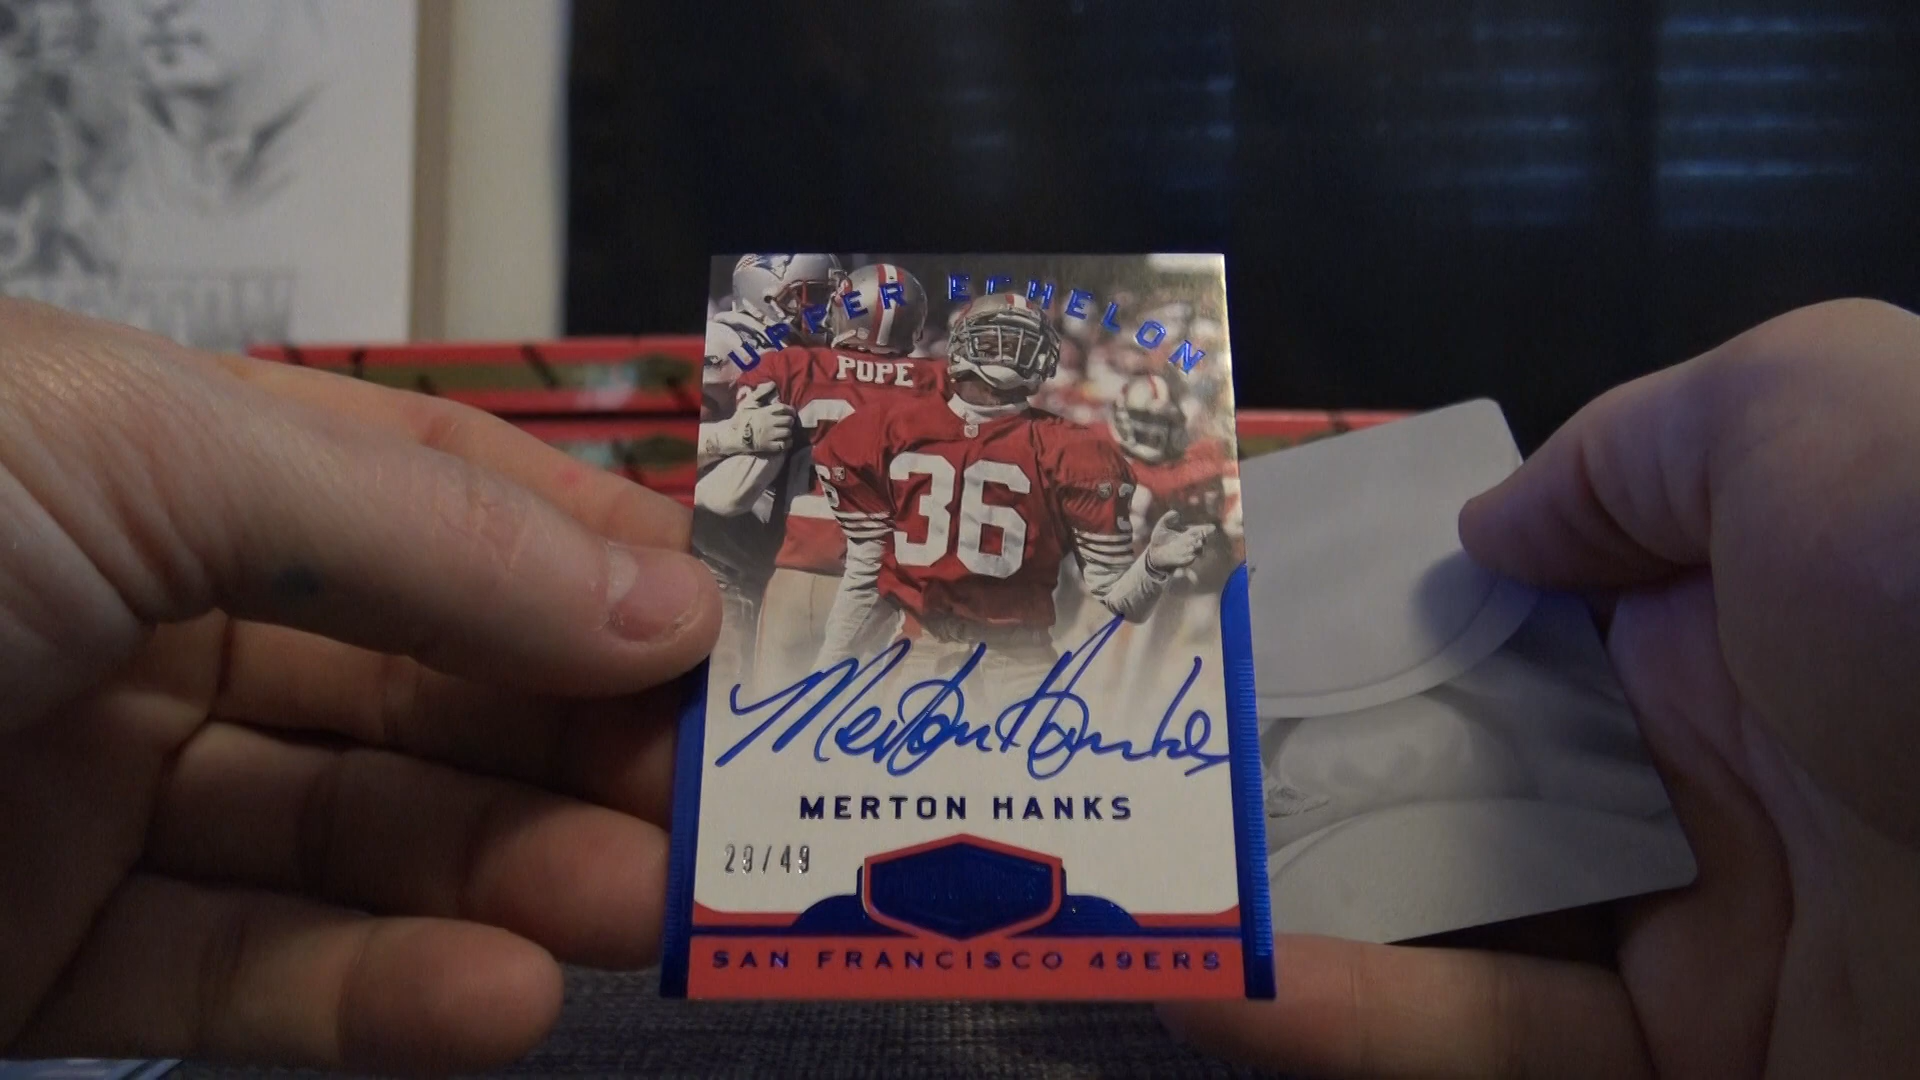 UPPER ECHELON
POPE
36
Merton Hanks
MERTON HANKS
29/49
SAN FRANCISCO 49ERS